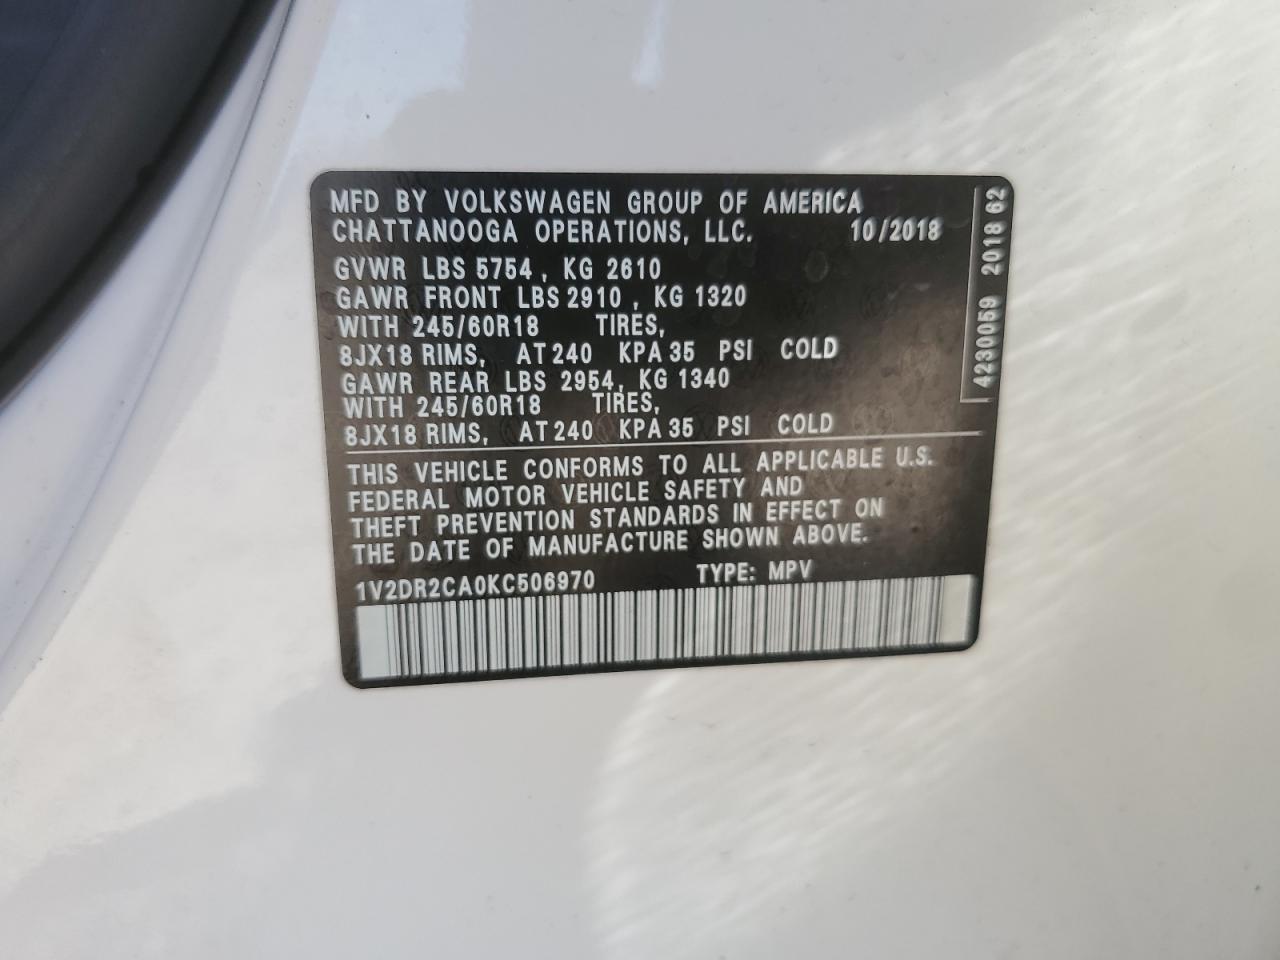 MFD BY VOLKSWAGEN GROUP OF AMERICA
CHATTANOOGA OPERATIONS, LLC. 10/2018
GVWR LBS 5754, KG 2610
GAWR FRONT LBS 2910, KG 1320
WITH 245/60R18 TIRES,
8JX18 RIMS, AT 240 KPA 35 PSI COLD
GAWR REAR LBS 2954, KG 1340
WITH 245/60R18 TIRES,
8JX18 RIMS, AT 240 KPA 35 PSI COLD
THIS VEHICLE CONFORMS TO ALL APPLICABLE U.S.
FEDERAL MOTOR VEHICLE SAFETY AND
THEFT PREVENTION STANDARDS IN EFFECT ON
THE DATE OF MANUFACTURE SHOWN ABOVE.
1V2DR2CA0KC506970 TYPE: MPV
4230059 2018 62